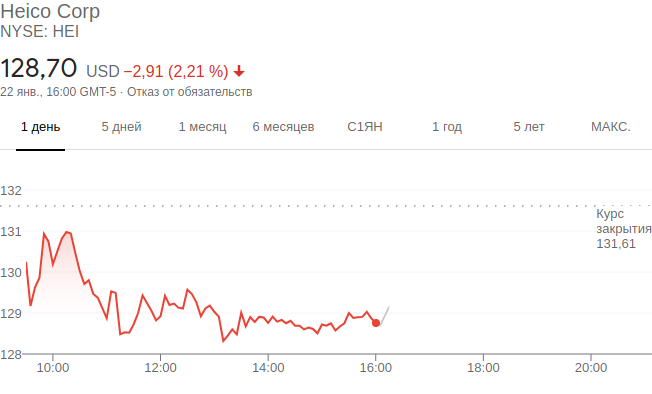 Heico Corp
NYSE: HEI
128,70 USD −2,91 (2,21 %)
22 янв., 16:00 GMT-5 · Отказ от обязательств
1 день 5 дней 1 месяц 6 месяцев С1ЯН 1 год 5 лет МАКС.
132
Курс
закрытия
131,61
131
130
129
128
10:00 12:00 14:00 16:00 18:00 20:00